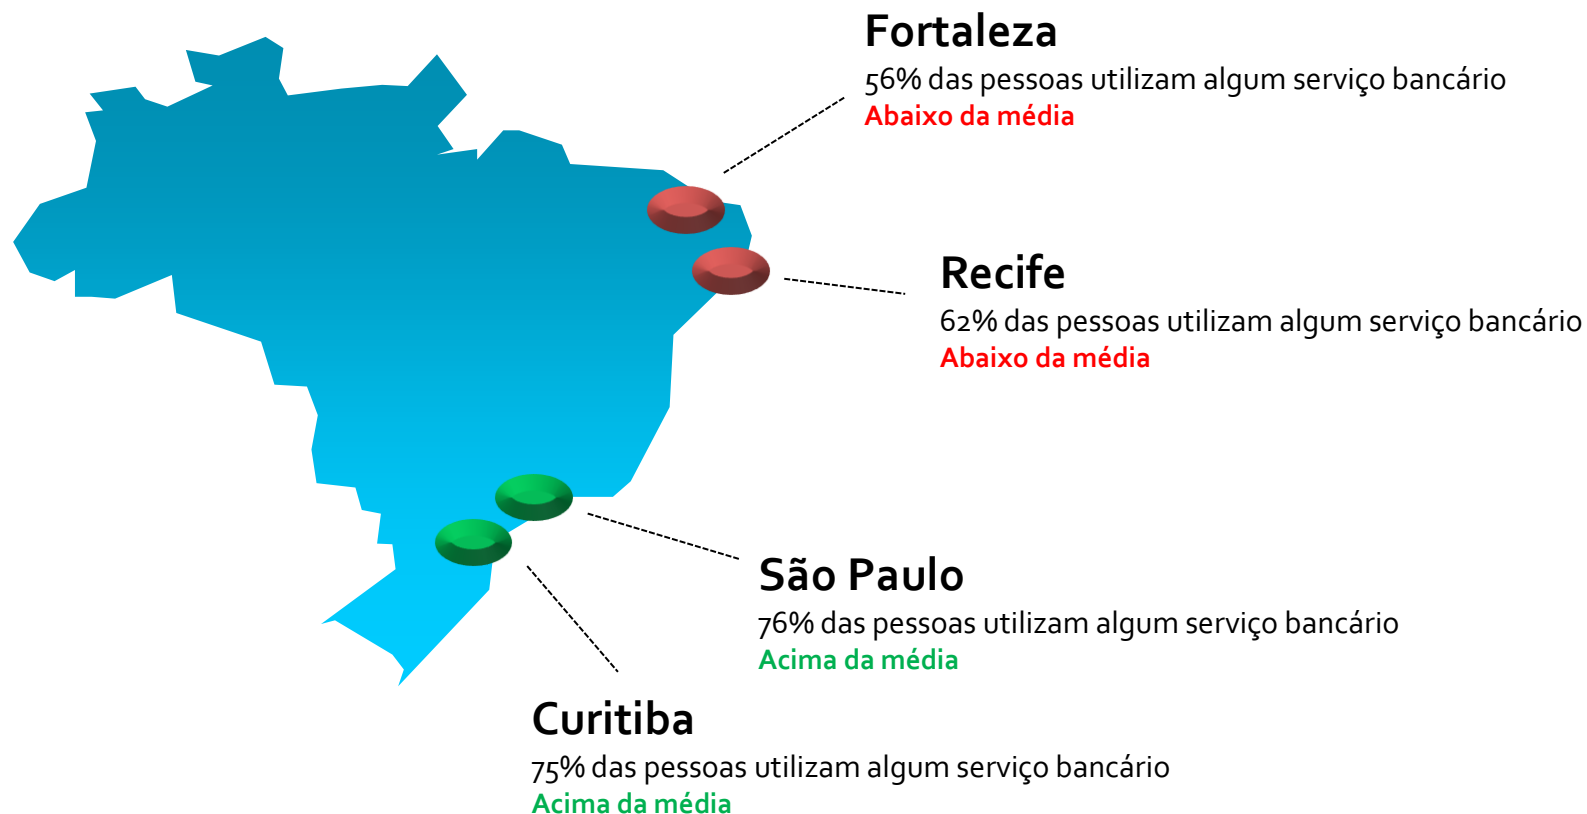 Fortaleza
56% das pessoas utilizam algum serviço bancário
Abaixo da média
Recife
62% das pessoas utilizam algum serviço bancário
Abaixo da média
São Paulo
76% das pessoas utilizam algum serviço bancário
Acima da média
Curitiba
75% das pessoas utilizam algum serviço bancário
Acima da média